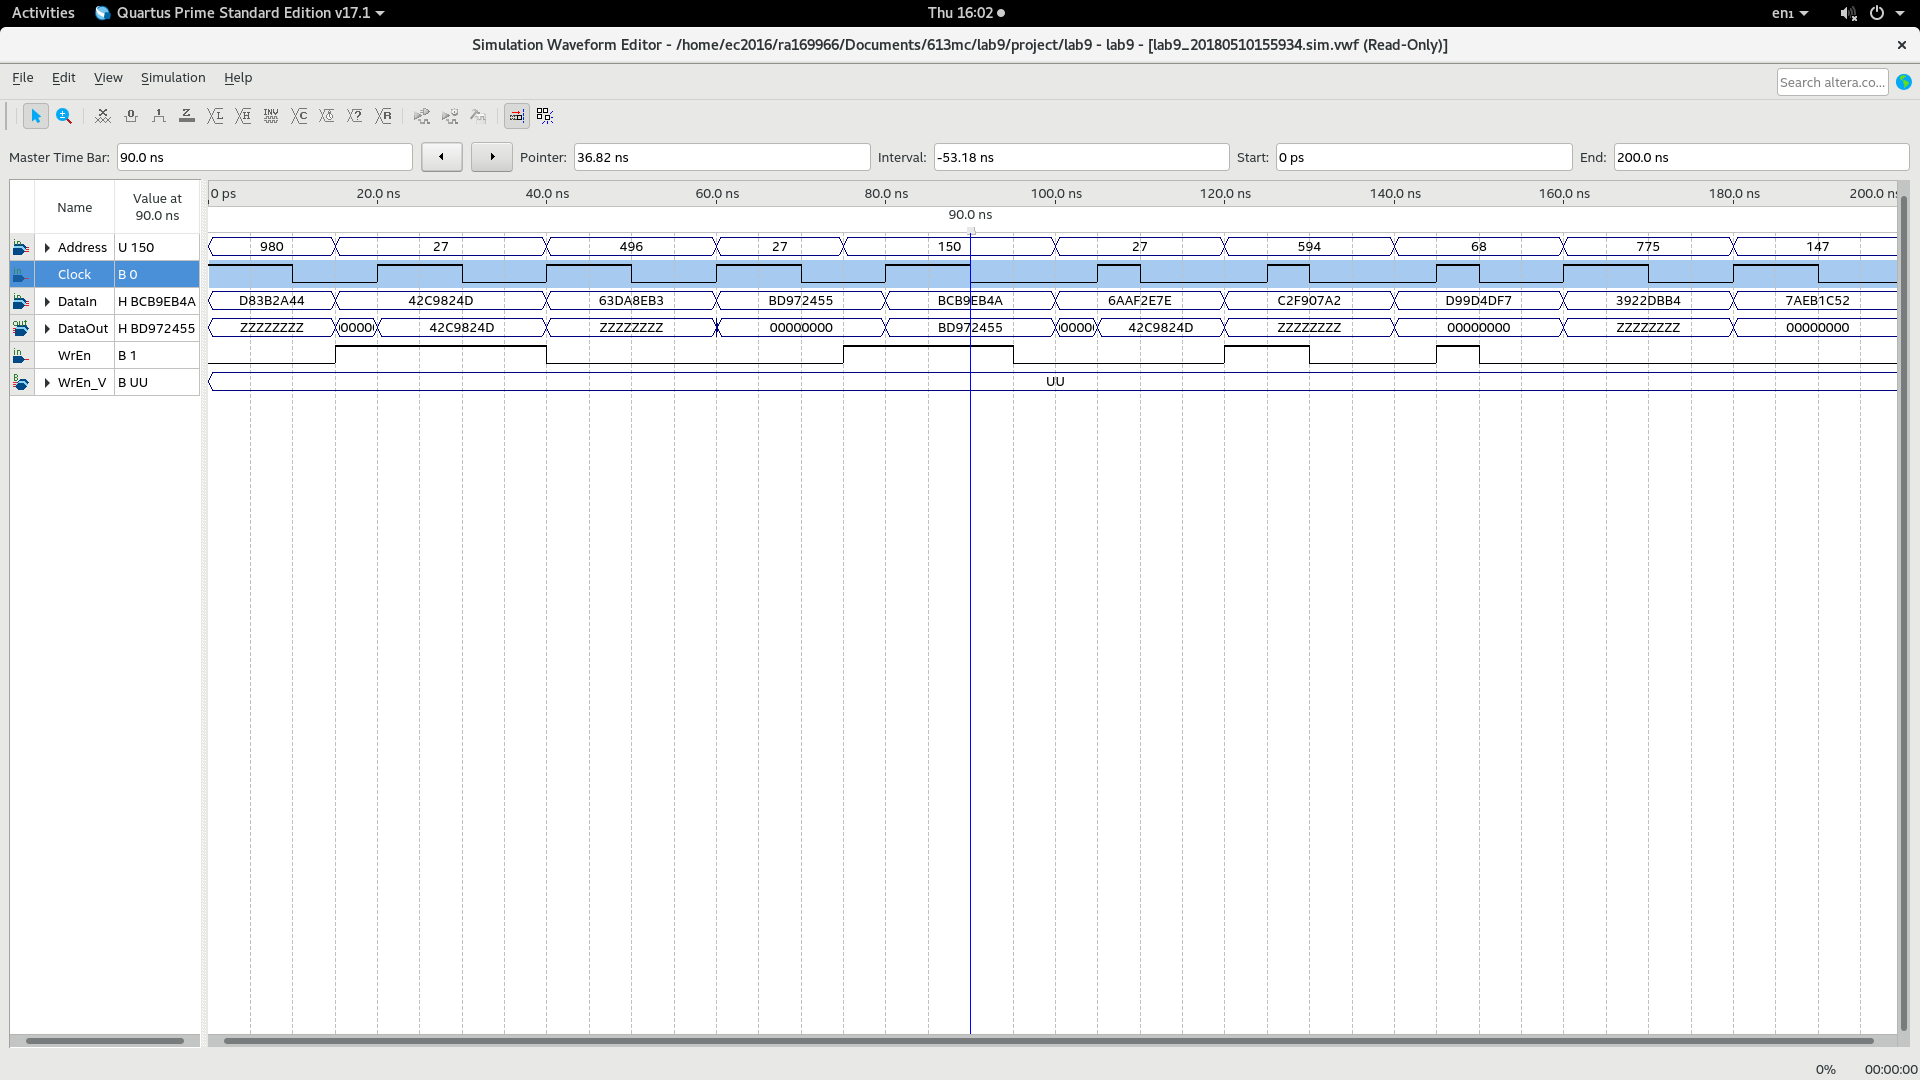 Activities Quartus Prime Standard Edition v17.1 Thu 16:02 en₁
Simulation Waveform Editor - /home/ec2016/ra169966/Documents/613mc/lab9/project/lab9 - lab9 - [lab9_20180510155934.sim.vwf (Read-Only)]
File Edit View Simulation Help Search altera.co...
Master Time Bar: 90.0 ns Pointer: 36.82 ns Interval: -53.18 ns Start: 0 ps End: 200.0 ns
Name Value at 90.0 ns 0 ps 20.0 ns 40.0 ns 60.0 ns 80.0 ns 100.0 ns 120.0 ns 140.0 ns 160.0 ns 180.0 ns 200.0 ns
90.0 ns
Address U 150 980 27 496 27 150 27 594 68 775 147
Clock B 0
DataIn H BCB9EB4A D83B2A44 42C9824D 63DA8EB3 BD972455 BCB9EB4A 6AAF2E7E C2F907A2 D99D4DF7 3922DBB4 7AEB1C52
DataOut H BD972455 ZZZZZZZZ 42C9824D ZZZZZZZZ 00000000 BD972455 42C9824D ZZZZZZZZ 00000000 ZZZZZZZZ 00000000
WrEn B 1
WrEn_V B UU UU
0% 00:00:00